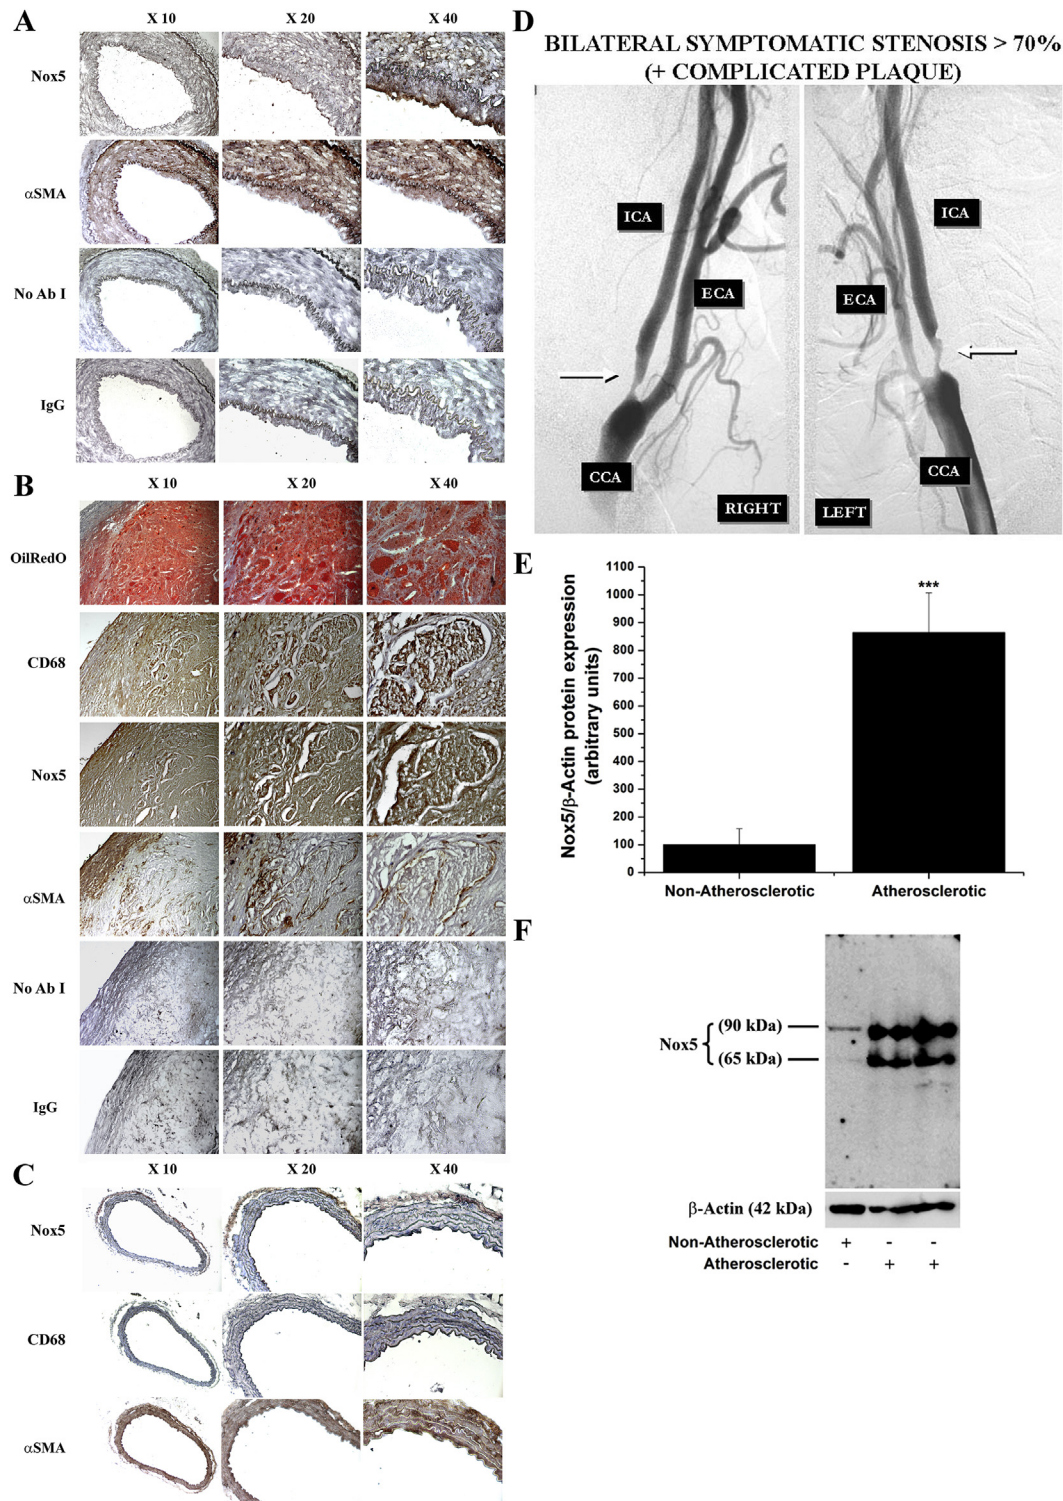 A
X 10 X 20 X 40
Nox5
αSMA
No Ab I
IgG
B
X 10 X 20 X 40
OilRedO
CD68
Nox5
αSMA
No Ab I
IgG
C
X 10 X 20 X 40
Nox5
CD68
αSMA
D
BILATERAL SYMPTOMATIC STENOSIS > 70%
(+ COMPLICATED PLAQUE)
ICA
ECA
CCA
RIGHT
ICA
ECA
CCA
LEFT
E
Nox5/β-Actin protein expression
(arbitrary units)
1100
1000
900
800
700
600
500
400
300
200
100
0
***
Non-Atherosclerotic Atherosclerotic
F
Nox5
(90 kDa)
(65 kDa)
β-Actin (42 kDa)
Non-Atherosclerotic + - -
Atherosclerotic - + +